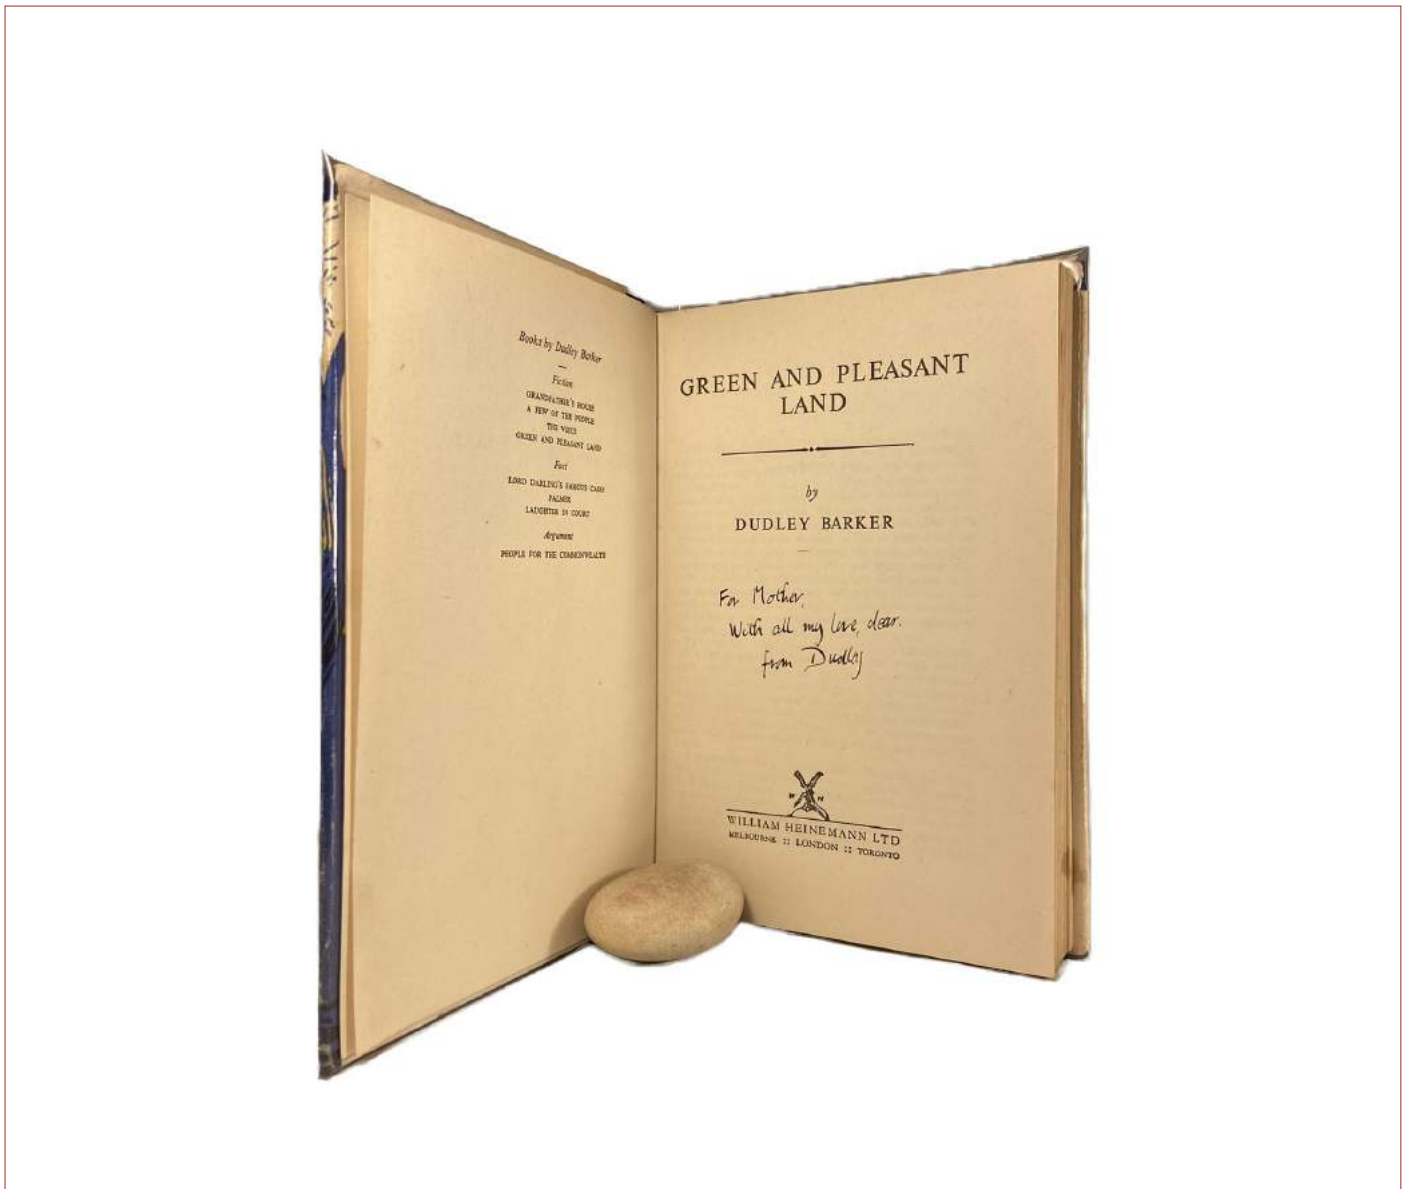 Books by Dudley Barker
Fiction
GRANDFATHER'S HOUSE
A FEW OF THE PEOPLE
THE VOICE
GREEN AND PLEASANT LAND
Fact
LORD DARLING'S FAMOUS CASES
PALMER
LAUGHTER IN COURT
Argument
PEOPLE FOR THE COMMONWEALTH
GREEN AND PLEASANT
LAND
by
DUDLEY BARKER
For Mother,
With all my love, dear.
from Dudley
W H
WILLIAM HEINEMANN LTD
MELBOURNE :: LONDON :: TORONTO